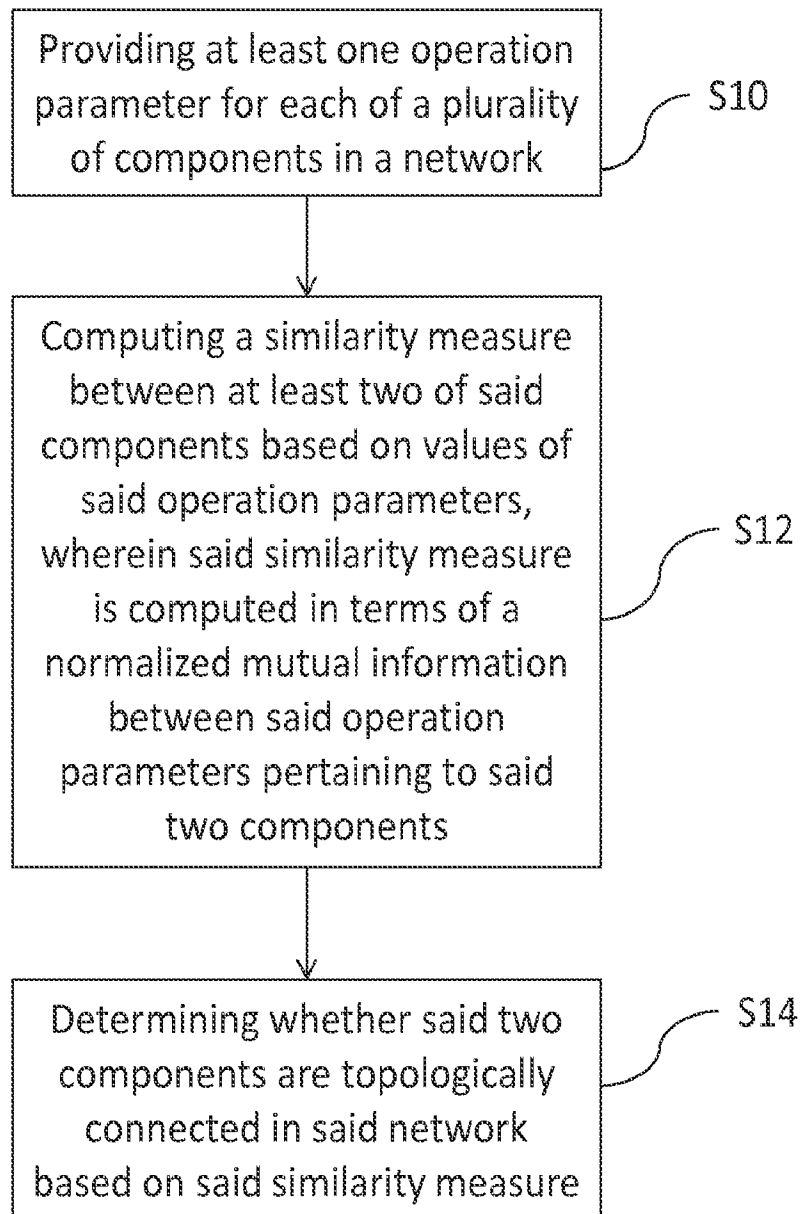 Providing at least one operation
parameter for each of a plurality
of components in a network
S10
Computing a similarity measure
between at least two of said
components based on values of
said operation parameters,
wherein said similarity measure
is computed in terms of a
normalized mutual information
between said operation
parameters pertaining to said
two components
S12
Determining whether said two
components are topologically
connected in said network
based on said similarity measure
S14